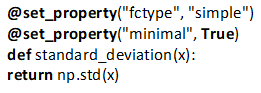 @set_property("fctype", "simple")
@set_property("minimal", True)
def standard_deviation(x):
return np.std(x)